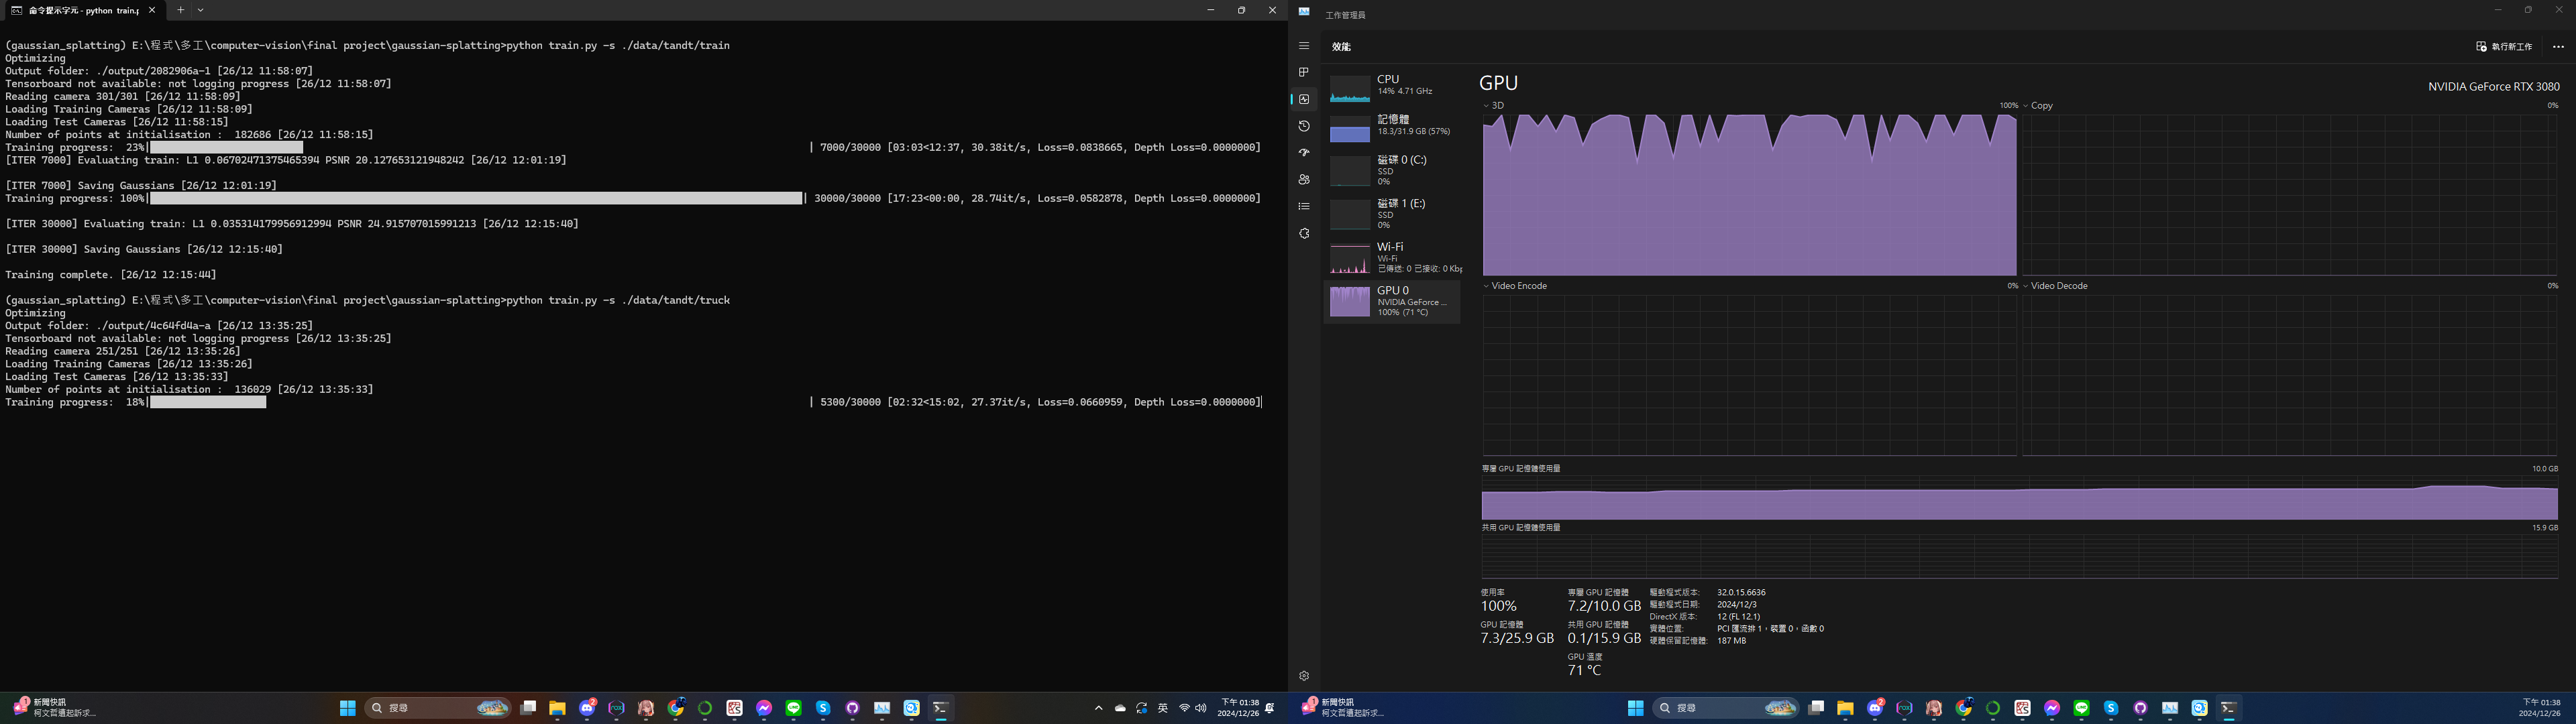 命令提示字元 - python train.p
(gaussian_splatting) E:\程式\多工\computer-vision\final project\gaussian-splatting>python train.py -s ./data/tandt/train
Optimizing
Output folder: ./output/2082906a-1 [26/12 11:58:07]
Tensorboard not available: not logging progress [26/12 11:58:07]
Reading camera 301/301 [26/12 11:58:09]
Loading Training Cameras [26/12 11:58:09]
Loading Test Cameras [26/12 11:58:15]
Number of points at initialisation :  182686 [26/12 11:58:15]
Training progress:  23%| | 7000/30000 [03:03<12:37, 30.38it/s, Loss=0.0838665, Depth Loss=0.0000000]
[ITER 7000] Evaluating train: L1 0.06702471375465394 PSNR 20.127653121948242 [26/12 12:01:19]
[ITER 7000] Saving Gaussians [26/12 12:01:19]
Training progress: 100%| | 30000/30000 [17:23<00:00, 28.74it/s, Loss=0.0582878, Depth Loss=0.0000000]
[ITER 30000] Evaluating train: L1 0.035314179956912994 PSNR 24.915707015991213 [26/12 12:15:40]
[ITER 30000] Saving Gaussians [26/12 12:15:40]
Training complete. [26/12 12:15:44]
(gaussian_splatting) E:\程式\多工\computer-vision\final project\gaussian-splatting>python train.py -s ./data/tandt/truck
Optimizing
Output folder: ./output/4c64fd4a-a [26/12 13:35:25]
Tensorboard not available: not logging progress [26/12 13:35:25]
Reading camera 251/251 [26/12 13:35:26]
Loading Training Cameras [26/12 13:35:26]
Loading Test Cameras [26/12 13:35:33]
Number of points at initialisation :  136029 [26/12 13:35:33]
Training progress:  18%| | 5300/30000 [02:32<15:02, 27.37it/s, Loss=0.0660959, Depth Loss=0.0000000]
工作管理員
效能
執行新工作
CPU
14% 4.71 GHz
記憶體
18.3/31.9 GB (57%)
磁碟 0 (C:)
SSD
0%
磁碟 1 (E:)
SSD
0%
Wi-Fi
Wi-Fi
已傳送: 0 已接收: 0 Kbp
GPU 0
NVIDIA GeForce ...
100% (71 °C)
GPU
NVIDIA GeForce RTX 3080
3D 100%
Copy 0%
Video Encode 0%
Video Decode 0%
專屬 GPU 記憶體使用量 10.0 GB
共用 GPU 記憶體使用量 15.9 GB
使用率
100%
GPU 記憶體
7.3/25.9 GB
專屬 GPU 記憶體
7.2/10.0 GB
共用 GPU 記憶體
0.1/15.9 GB
GPU 溫度
71 °C
驅動程式版本: 32.0.15.6636
驅動程式日期: 2024/12/3
DirectX 版本: 12 (FL 12.1)
實體位置: PCI 匯流排 1，裝置 0，函數 0
硬體保留記憶體: 187 MB
新聞快訊
柯文哲遭起訴求...
搜尋
英
下午 01:38
2024/12/26
新聞快訊
柯文哲遭起訴求...
搜尋
下午 01:38
2024/12/26